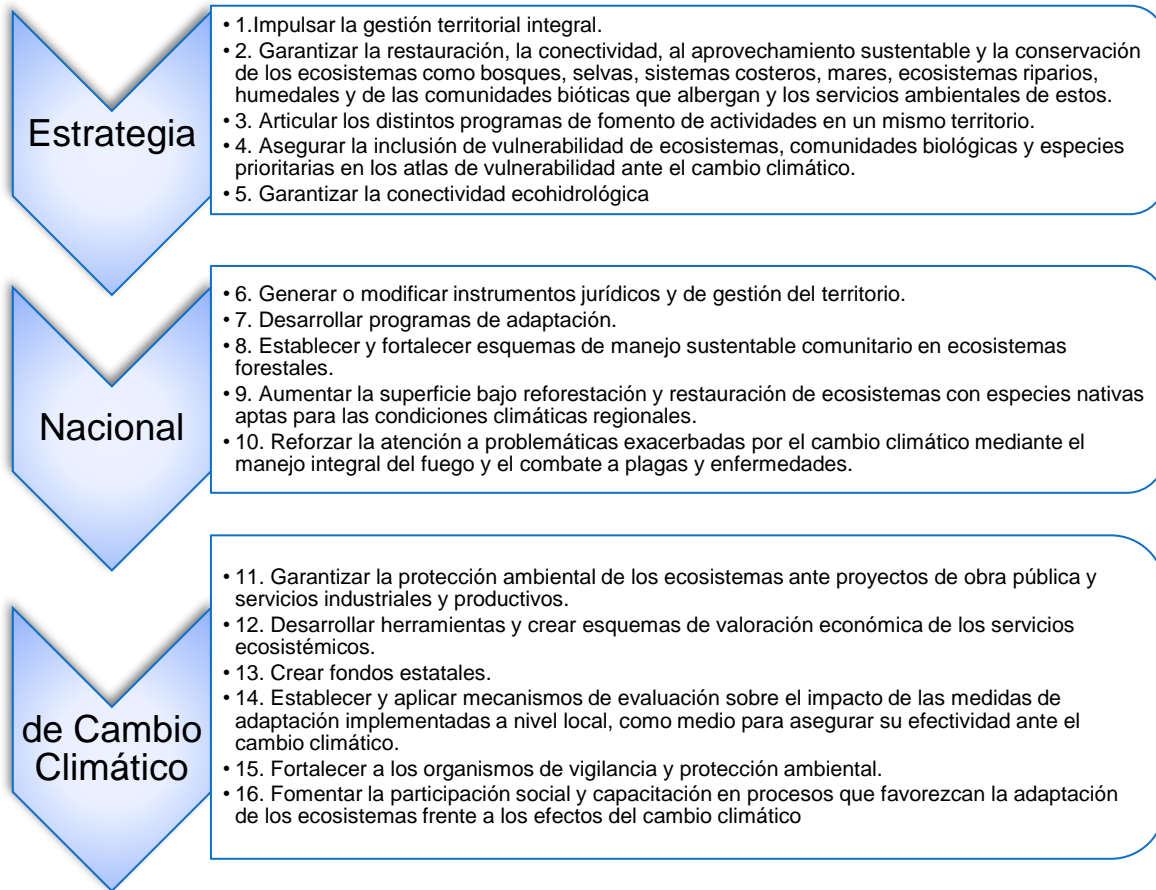 Estrategia
• 1.Impulsar la gestión territorial integral.
• 2. Garantizar la restauración, la conectividad, al aprovechamiento sustentable y la conservación
de los ecosistemas como bosques, selvas, sistemas costeros, mares, ecosistemas riparios,
humedales y de las comunidades bióticas que albergan y los servicios ambientales de estos.
• 3. Articular los distintos programas de fomento de actividades en un mismo territorio.
• 4. Asegurar la inclusión de vulnerabilidad de ecosistemas, comunidades biológicas y especies
prioritarias en los atlas de vulnerabilidad ante el cambio climático.
• 5. Garantizar la conectividad ecohidrológica
Nacional
• 6. Generar o modificar instrumentos jurídicos y de gestión del territorio.
• 7. Desarrollar programas de adaptación.
• 8. Establecer y fortalecer esquemas de manejo sustentable comunitario en ecosistemas
forestales.
• 9. Aumentar la superficie bajo reforestación y restauración de ecosistemas con especies nativas
aptas para las condiciones climáticas regionales.
• 10. Reforzar la atención a problemáticas exacerbadas por el cambio climático mediante el
manejo integral del fuego y el combate a plagas y enfermedades.
de Cambio
Climático
• 11. Garantizar la protección ambiental de los ecosistemas ante proyectos de obra pública y
servicios industriales y productivos.
• 12. Desarrollar herramientas y crear esquemas de valoración económica de los servicios
ecosistémicos.
• 13. Crear fondos estatales.
• 14. Establecer y aplicar mecanismos de evaluación sobre el impacto de las medidas de
adaptación implementadas a nivel local, como medio para asegurar su efectividad ante el
cambio climático.
• 15. Fortalecer a los organismos de vigilancia y protección ambiental.
• 16. Fomentar la participación social y capacitación en procesos que favorezcan la adaptación
de los ecosistemas frente a los efectos del cambio climático